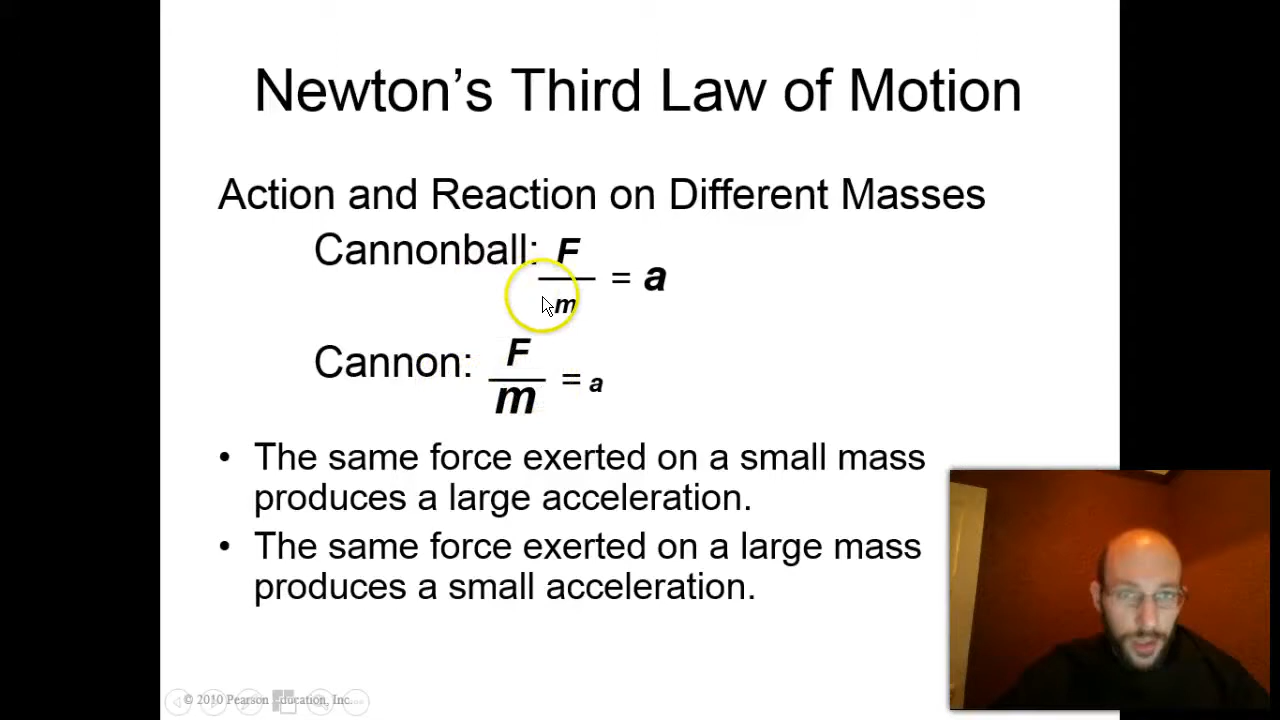 Newton's Third Law of Motion
Action and Reaction on Different Masses
Cannonball: F
= a
m
Cannon: F
= a
m
• The same force exerted on a small mass
produces a large acceleration.
• The same force exerted on a large mass
produces a small acceleration.
© 2010 Pearson Education, Inc.